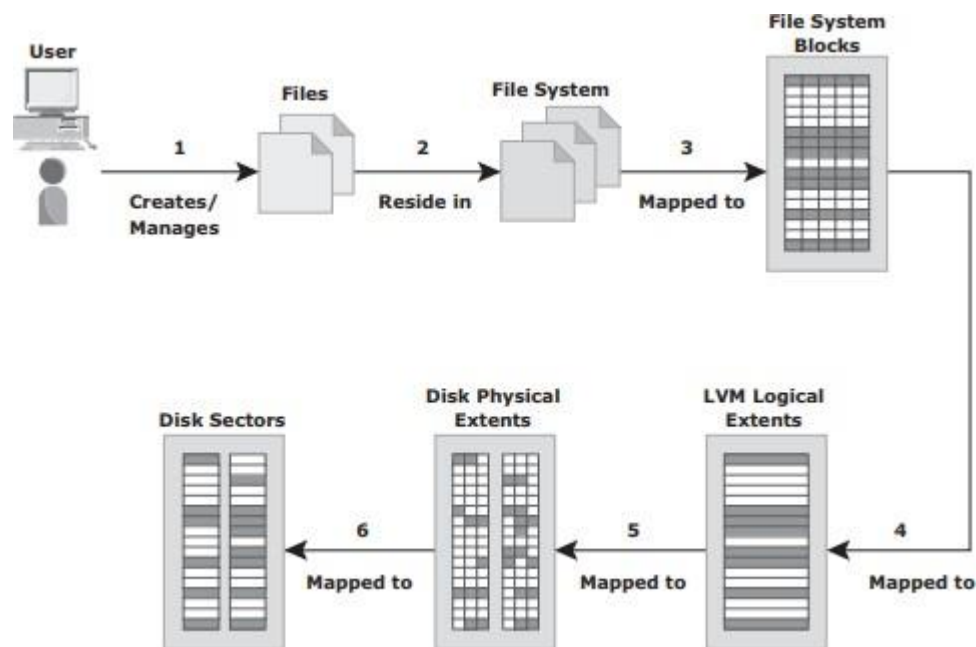 User
Files
File System
File System
Blocks
1
Creates/
Manages
2
Reside in
3
Mapped to
Disk Sectors
Disk Physical
Extents
LVM Logical
Extents
6
Mapped to
5
Mapped to
4
Mapped to